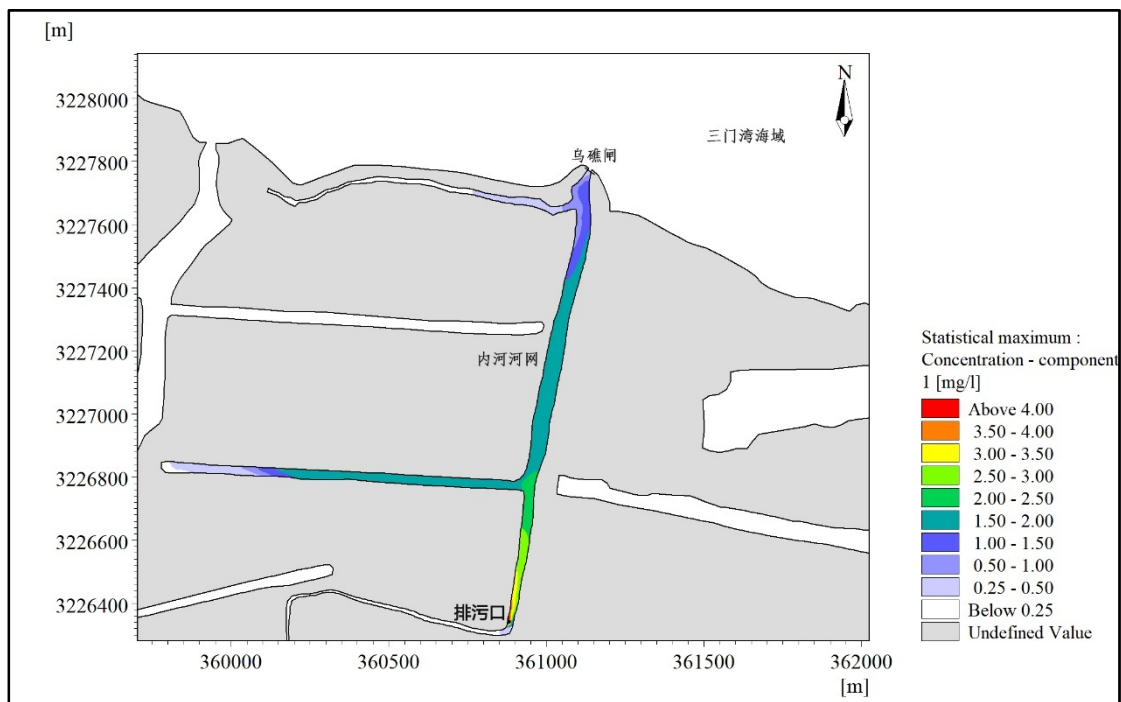 [m]
N
3228000
3227800
3227600
3227400
3227200
3227000
3226800
3226600
3226400
三门湾海域
乌礁闸
内河河网
排污口
360000
360500
361000
361500
362000
[m]
Statistical maximum :
Concentration - component
1 [mg/l]
Above 4.00
3.50 - 4.00
3.00 - 3.50
2.50 - 3.00
2.00 - 2.50
1.50 - 2.00
1.00 - 1.50
0.50 - 1.00
0.25 - 0.50
Below 0.25
Undefined Value